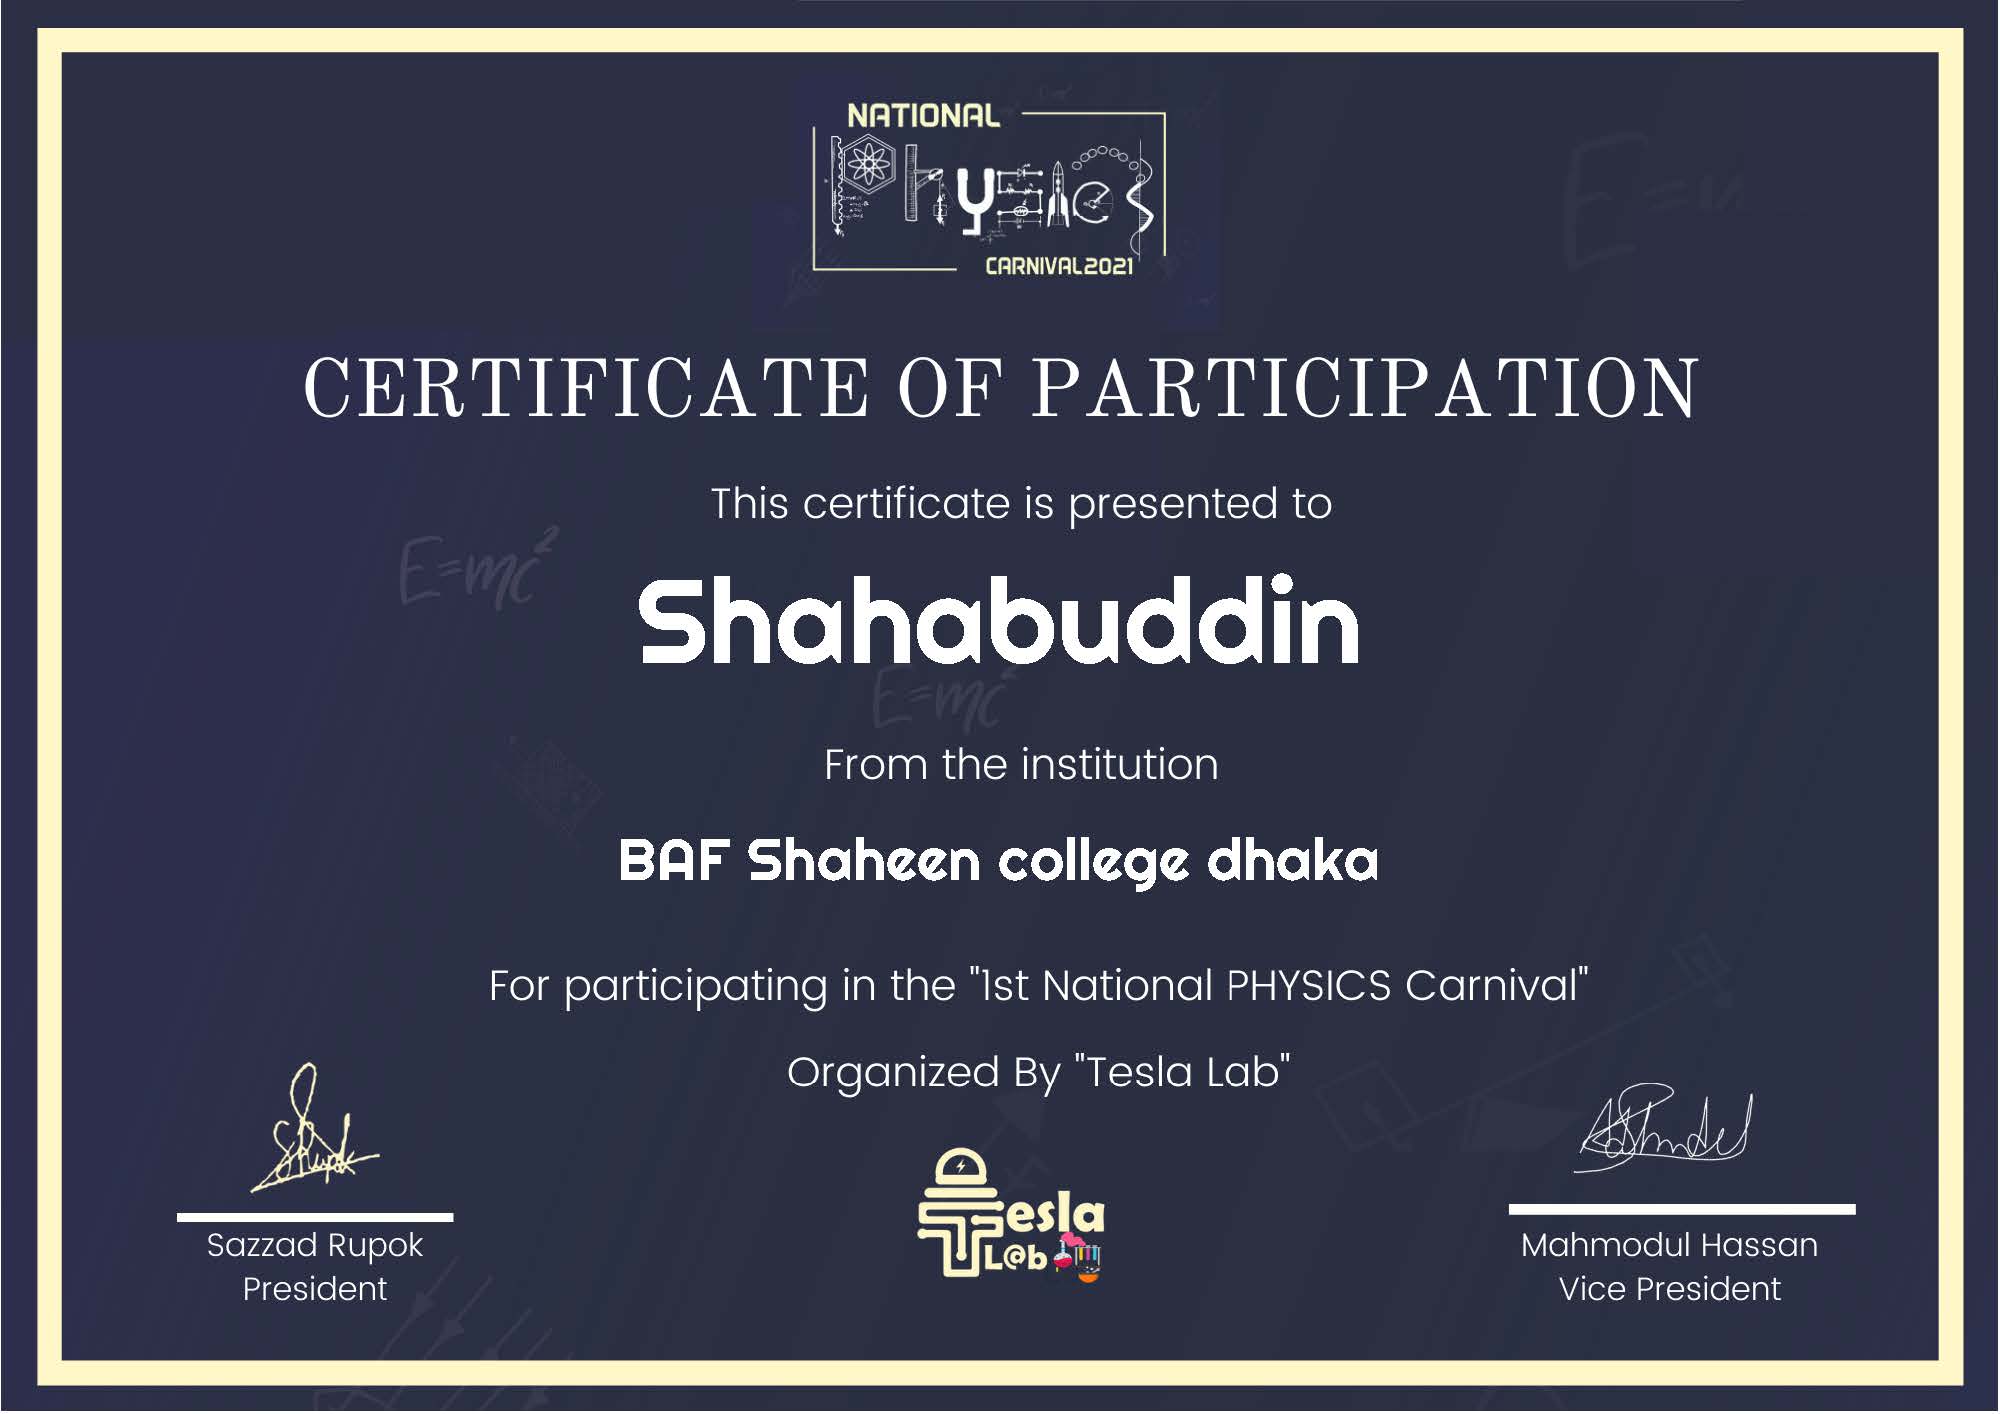 NATIONAL
Physics
CARNIVAL2021
CERTIFICATE OF PARTICIPATION
This certificate is presented to
E=mc²
Shahabuddin
E=mc²
From the institution
BAF Shaheen college dhaka
For participating in the "1st National PHYSICS Carnival"
Organized By "Tesla Lab"
Tesla
L@b
Sazzad Rupok
President
Mahmodul Hassan
Vice President